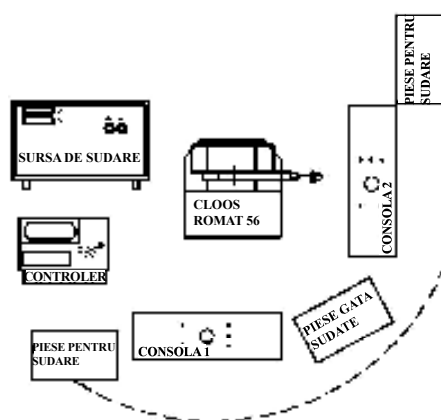 PIESE PENTRU
SUDARE
SURSA DE SUDARE
CLOOS
ROMAT 56
CONSOLA 2
CONTROLER
PIESE GATA
SUDATE
PIESE PENTRU
SUDARE
CONSOLA 1